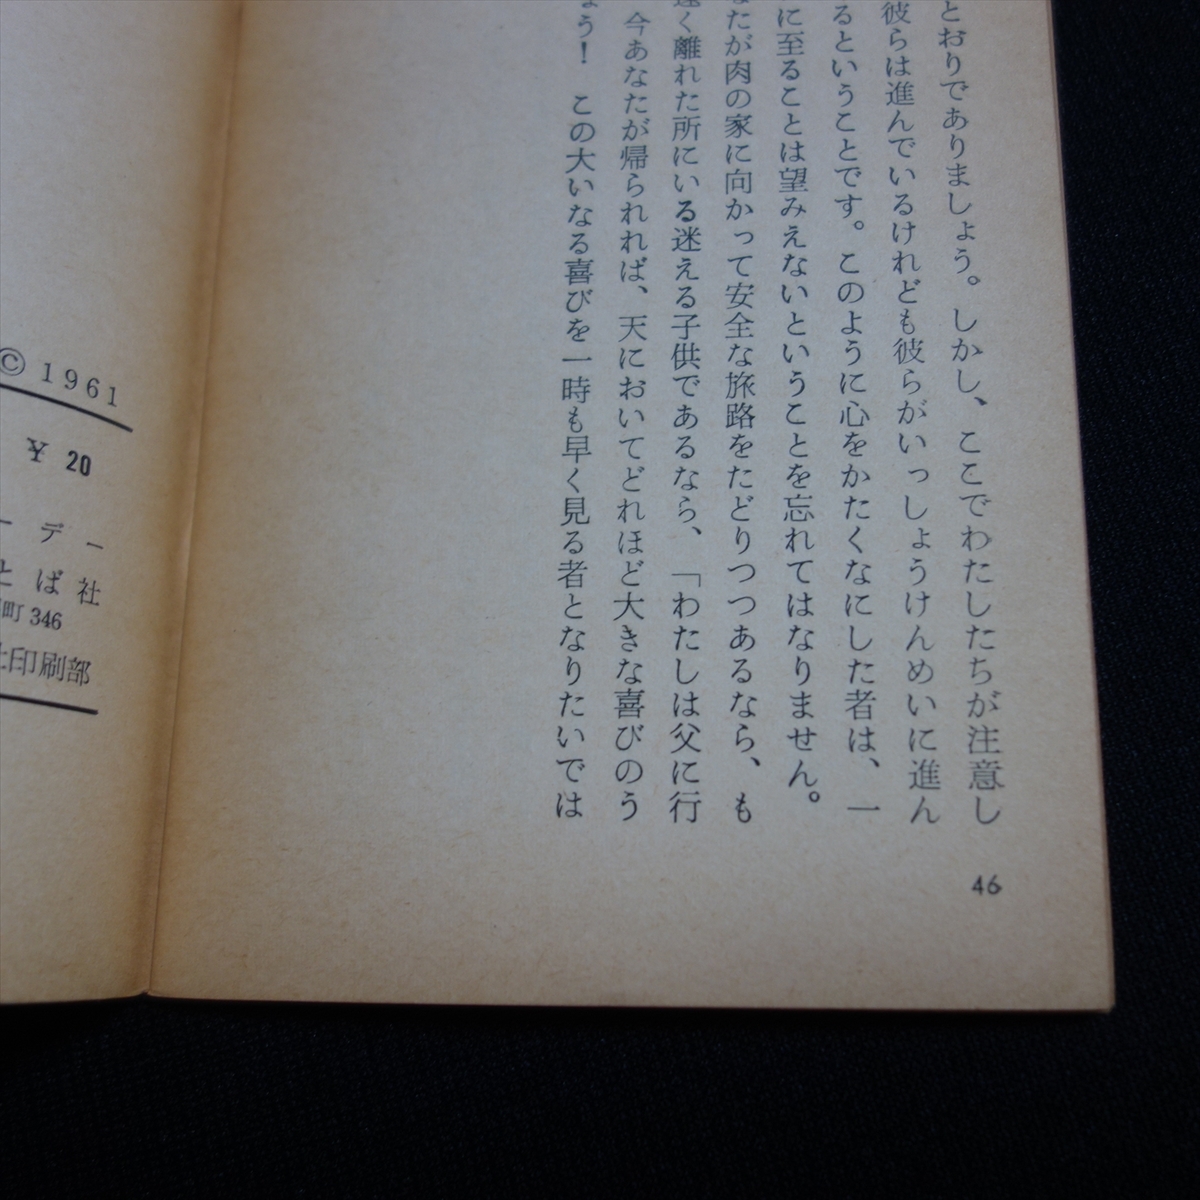 とおりでありましょう。しかし、ここでわたしたちが注意し
彼らは進んでいるけれども彼らがいっしょうけんめいに進ん
るということです。このように心をかたくなにした者は、一
に至ることは望みえないということを忘れてはなりません。
たが肉の家に向かって安全な旅路をたどりつつあるなら、も
遠く離れた所にいる迷える子供であるなら、「わたしは父に行
今あなたが帰られれば、天においてどれほど大きな喜びのう
ょう! この大いなる喜びを一時も早く見る者となりたいでは
46
© 1961
¥ 20
ーデー
とば社
町 346
社印刷部